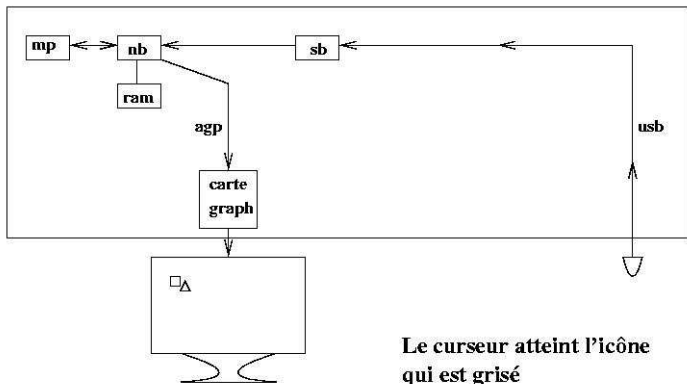 mp
nb
sb
ram
agp
usb
carte
graph
Le curseur atteint l'icône
qui est grisé